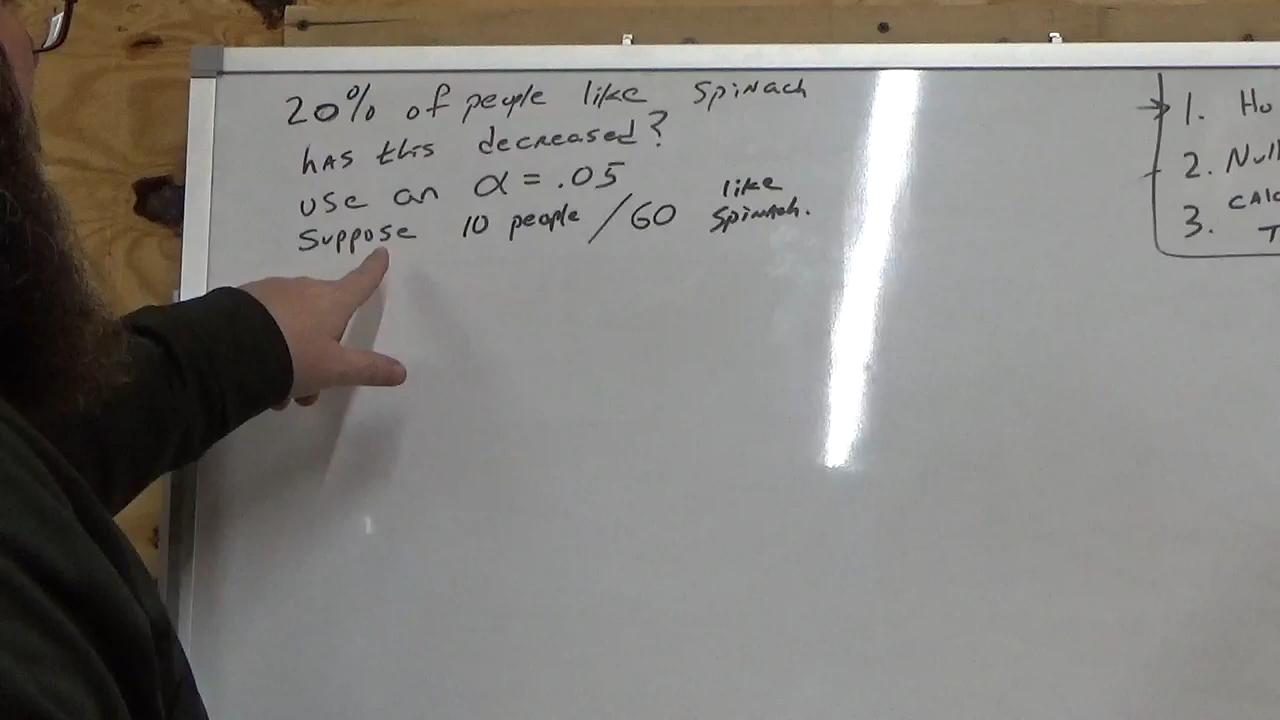 20% of people like spinach
has this decreased?
use an α = .05
Suppose 10 people / 60 like spinach.
1. Ho
2. Null
CALC
3. T